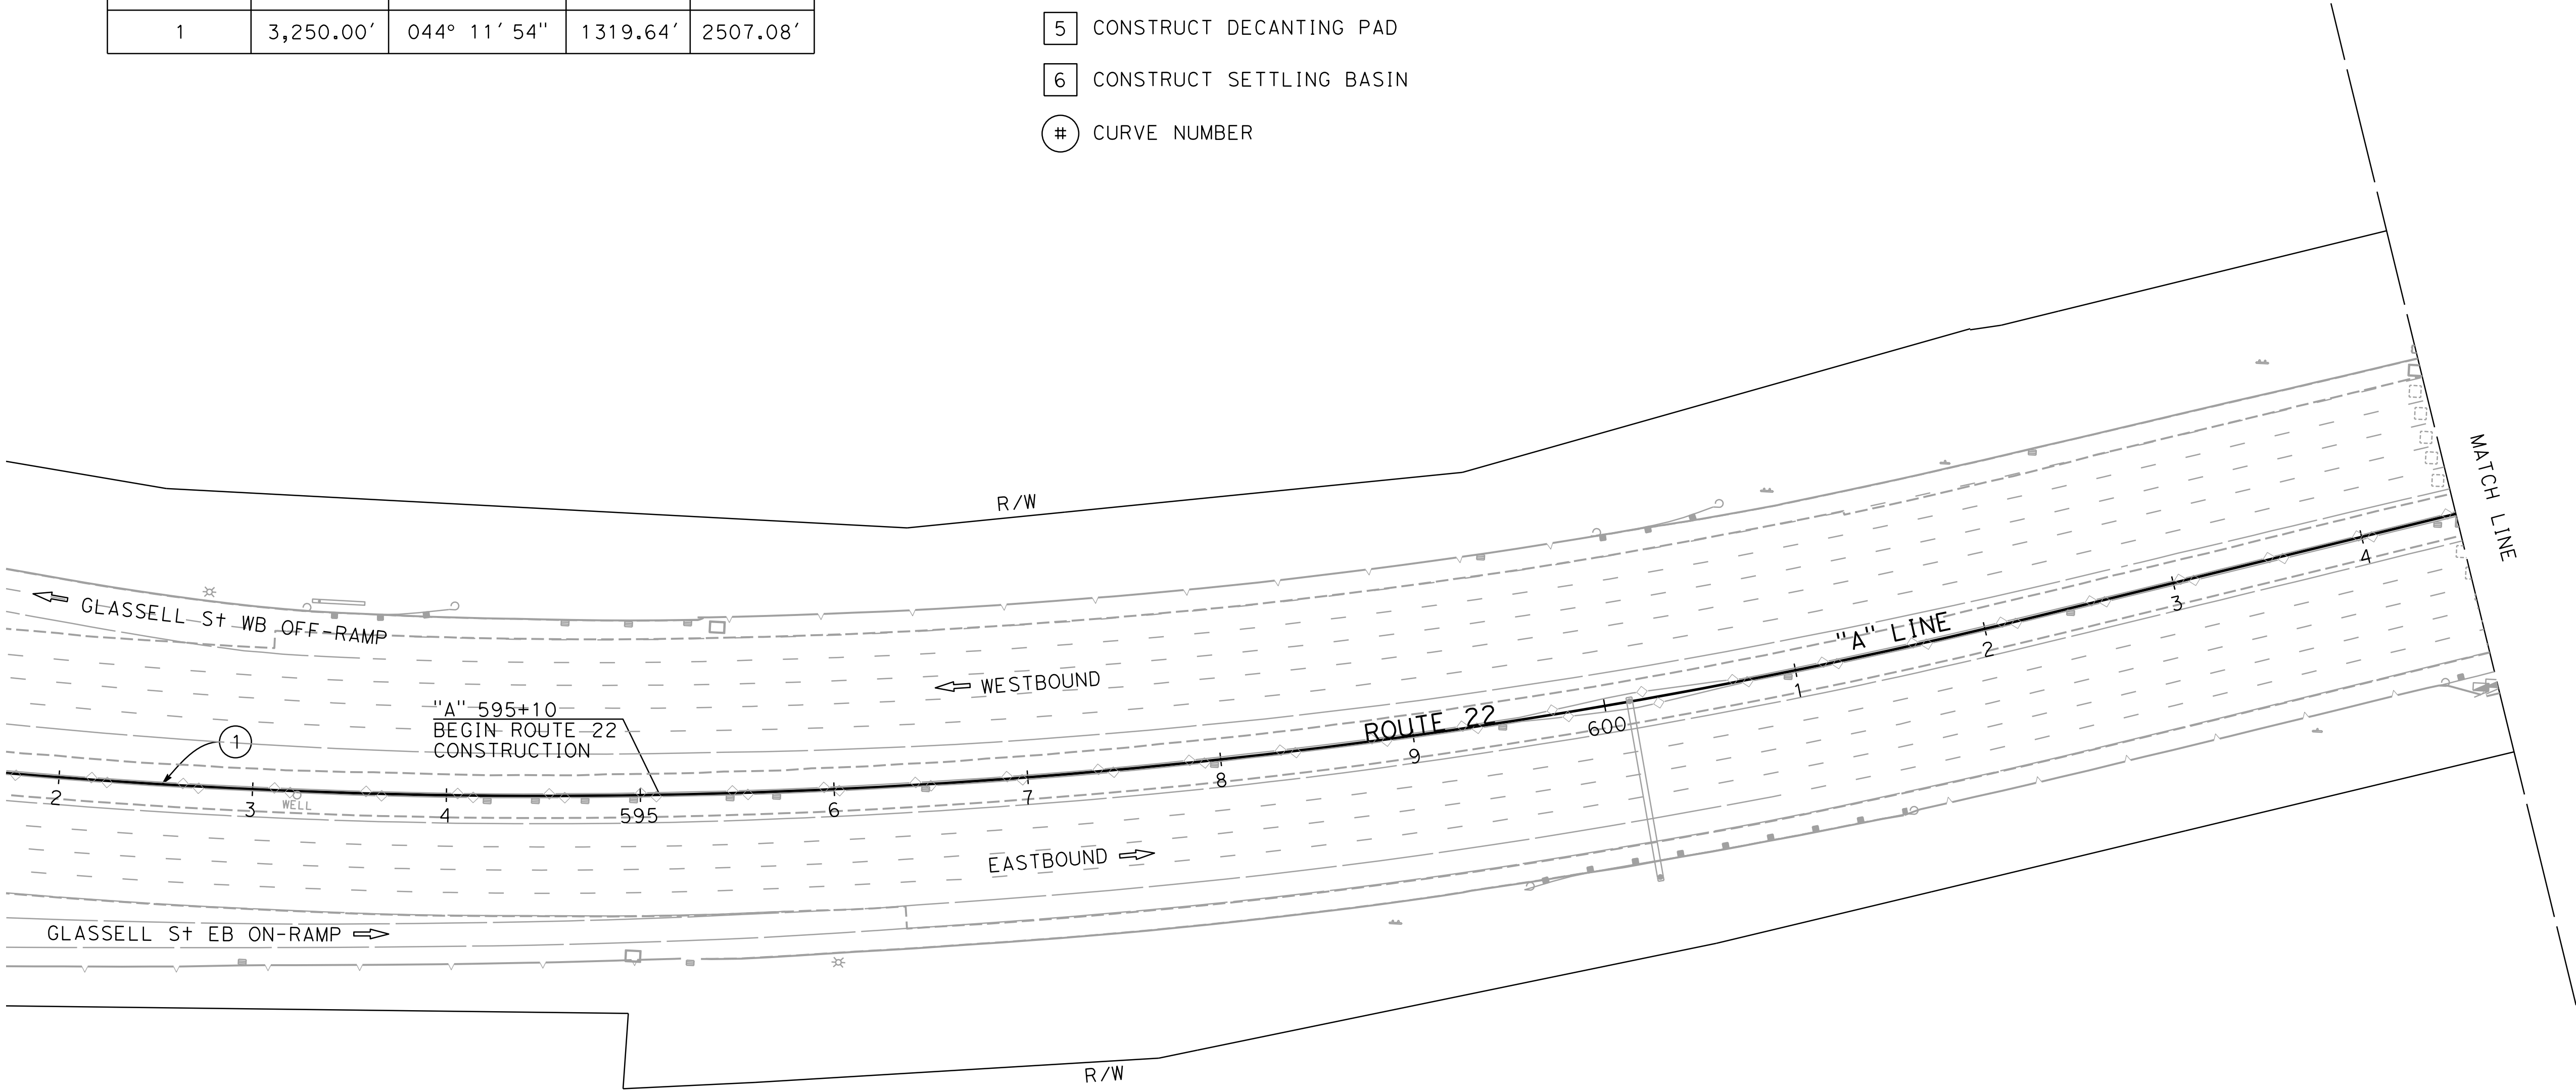 1 3,250.00' 044° 11' 54" 1319.64' 2507.08'
5 CONSTRUCT DECANTING PAD
6 CONSTRUCT SETTLING BASIN
# CURVE NUMBER
MATCH LINE
R/W
GLASSELL St WB OFF-RAMP
WESTBOUND
"A" LINE
"A" 595+10
BEGIN ROUTE 22
CONSTRUCTION
1
ROUTE 22
2 3 4 595 6 7 8 9 600 1 2 3 4
WELL
EASTBOUND
GLASSELL St EB ON-RAMP
R/W